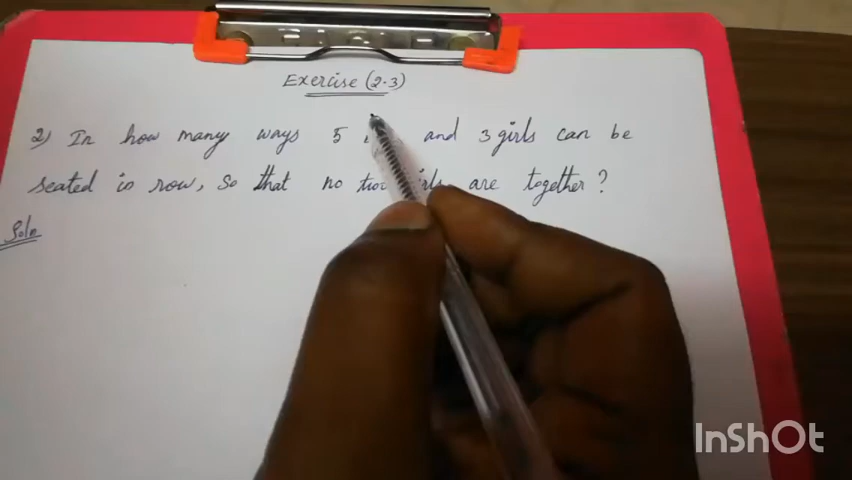 Exercise (2.3)
2) In how many ways 5 and 3 girls can be
seated in row, so that no two are together?
Soln
InShOt